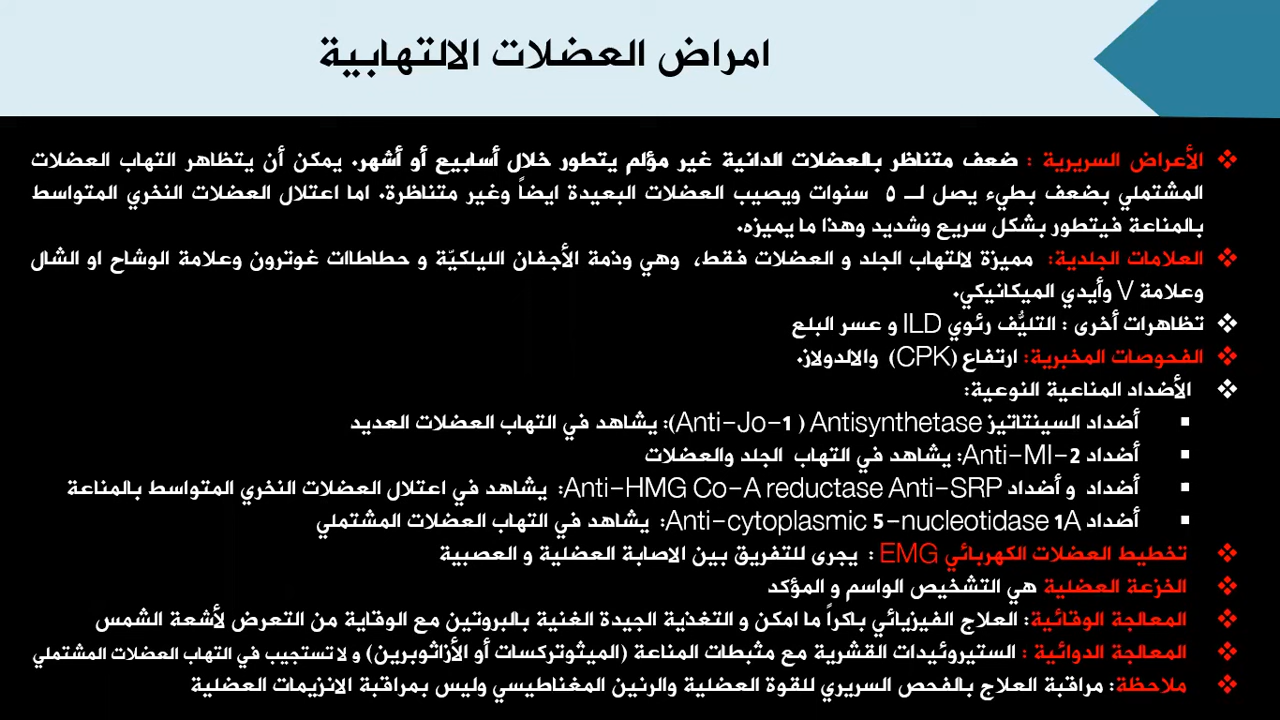 امراض العضلات الالتهابية
الأعراض السريرية : ضعف متناظر بالعضلات الدانية غير مؤلم يتطور خلال أسابيع أو أشهر. يمكن أن يتظاهر التهاب العضلات
المشتملي بضعف بطيء يصل لــ ٥ سنوات ويصيب العضلات البعيدة ايضاً وغير متناظرة. اما اعتلال العضلات النخري المتواسط
بالمناعة فيتطور بشكل سريع وشديد وهذا ما يميزه.
العلامات الجلدية: مميزة لالتهاب الجلد و العضلات فقط، وهي وذمة الأجفان الليلكيّة و حطاطات غوترون وعلامة الوشاح او الشال
وعلامة V وأيدي الميكانيكي.
تظاهرات أخرى : التليُّف رئوي ILD و عسر البلع
الفحوصات المخبرية: ارتفاع (CPK) والالدولاز.
الأضداد المناعية النوعية:
أضداد السينتاتيز Antisynthetase (Anti-Jo-1): يشاهد في التهاب العضلات العديد
أضداد Anti-MI-2: يشاهد في التهاب الجلد والعضلات
أضداد و أضداد Anti-HMG Co-A reductase Anti-SRP: يشاهد في اعتلال العضلات النخري المتواسط بالمناعة
أضداد Anti-cytoplasmic 5-nucleotidase 1A: يشاهد في التهاب العضلات المشتملي
تخطيط العضلات الكهربائي EMG : يجرى للتفريق بين الاصابة العضلية و العصبية
الخزعة العضلية هي التشخيص الواسم و المؤكد
المعالجة الوقائية: العلاج الفيزيائي باكراً ما امكن و التغذية الجيدة الغنية بالبروتين مع الوقاية من التعرض لأشعة الشمس
المعالجة الدوائية : الستيروئيدات القشرية مع مثبطات المناعة (الميثوتركسات أو الأزاثوبرين) و لا تستجيب في التهاب العضلات المشتملي
ملاحظة: مراقبة العلاج بالفحص السريري للقوة العضلية والرنين المغناطيسي وليس بمراقبة الانزيمات العضلية